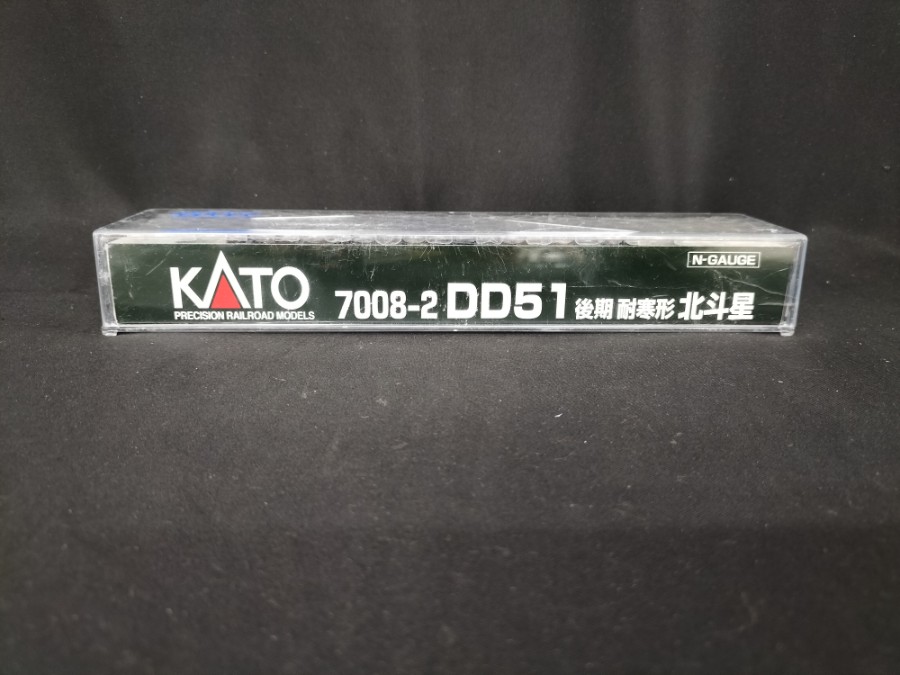 N-GAUGE
KATO
PRECISION RAILROAD MODELS
7008-2 DD51 後期 耐寒形 北斗星